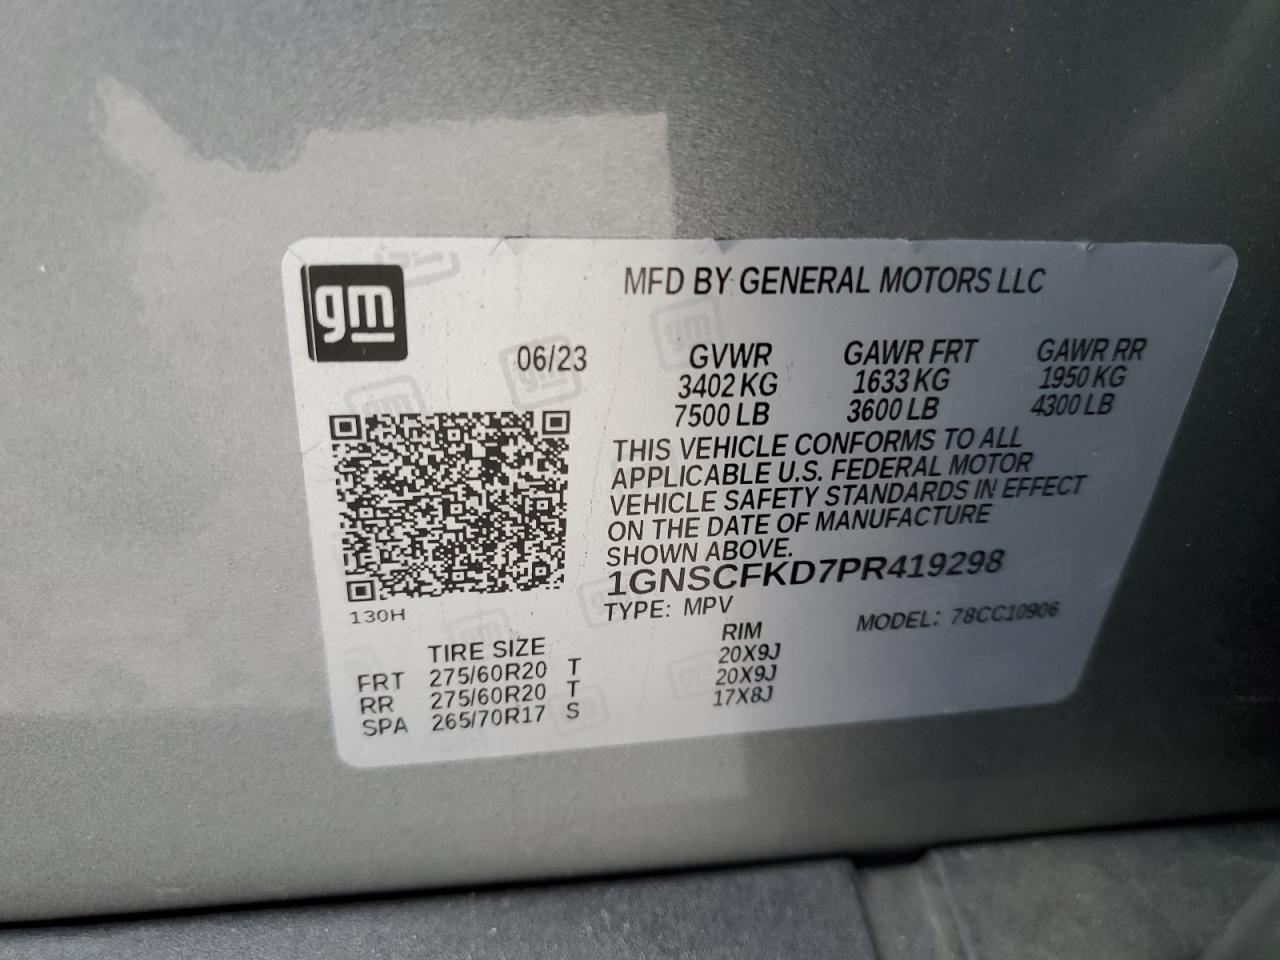 gm
MFD BY GENERAL MOTORS LLC
06/23 GVWR GAWR FRT GAWR RR
3402 KG 1633 KG 1950 KG
7500 LB 3600 LB 4300 LB
THIS VEHICLE CONFORMS TO ALL
APPLICABLE U.S. FEDERAL MOTOR
VEHICLE SAFETY STANDARDS IN EFFECT
ON THE DATE OF MANUFACTURE
SHOWN ABOVE.
1GNSCFKD7PR419298
TYPE: MPV MODEL: 78CC10906
130H
TIRE SIZE RIM
FRT 275/60R20 T 20X9J
RR 275/60R20 T 20X9J
SPA 265/70R17 S 17X8J